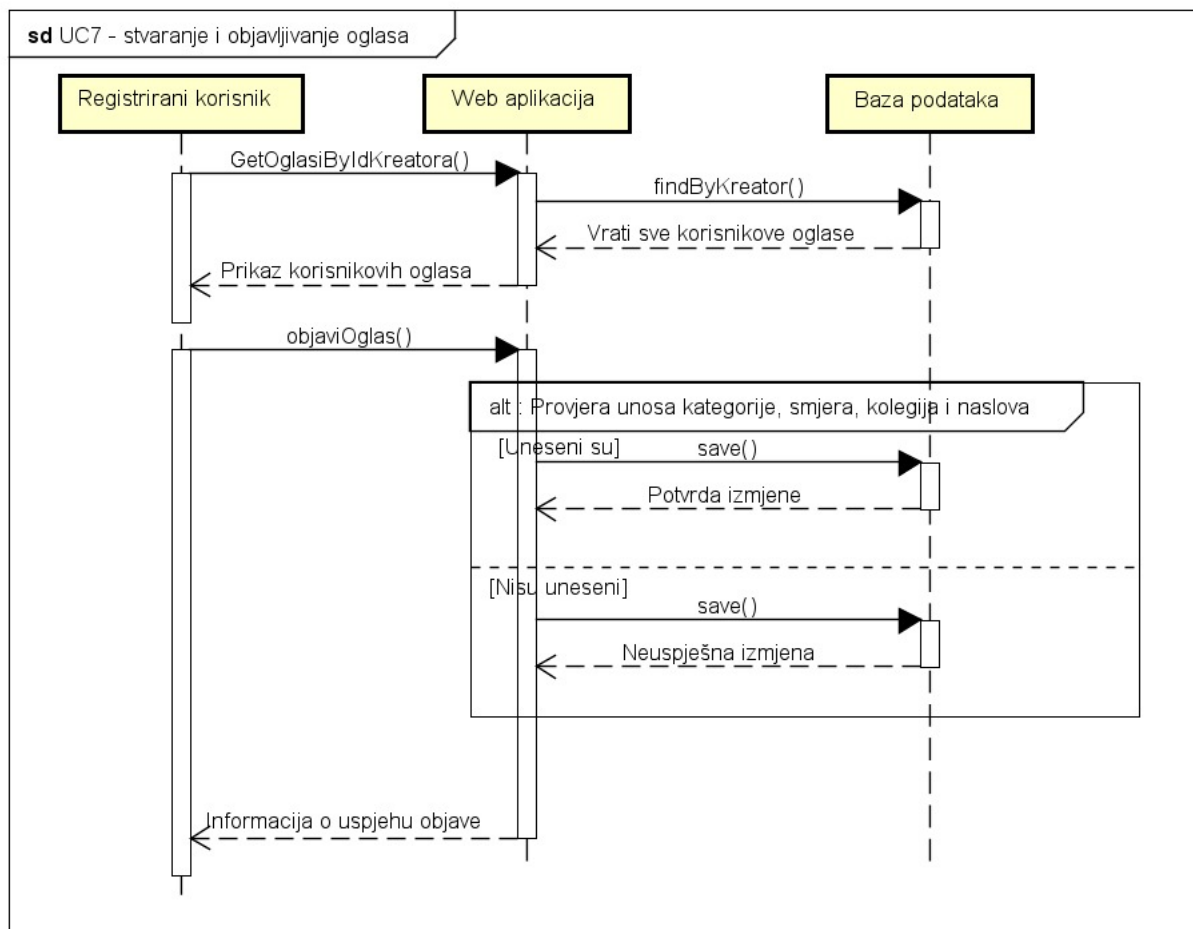 sd UC7 - stvaranje i objavljivanje oglasa
Registrirani korisnik
Web aplikacija
Baza podataka
GetOglasiByIdKreatora()
findByKreator()
Vrati sve korisnikove oglase
Prikaz korisnikovih oglasa
objaviOglas()
alt : Provjera unosa kategorije, smjera, kolegija i naslova
[Uneseni su]
save()
Potvrda izmjene
[Nisu uneseni]
save()
Neuspješna izmjena
Informacija o uspjehu objave